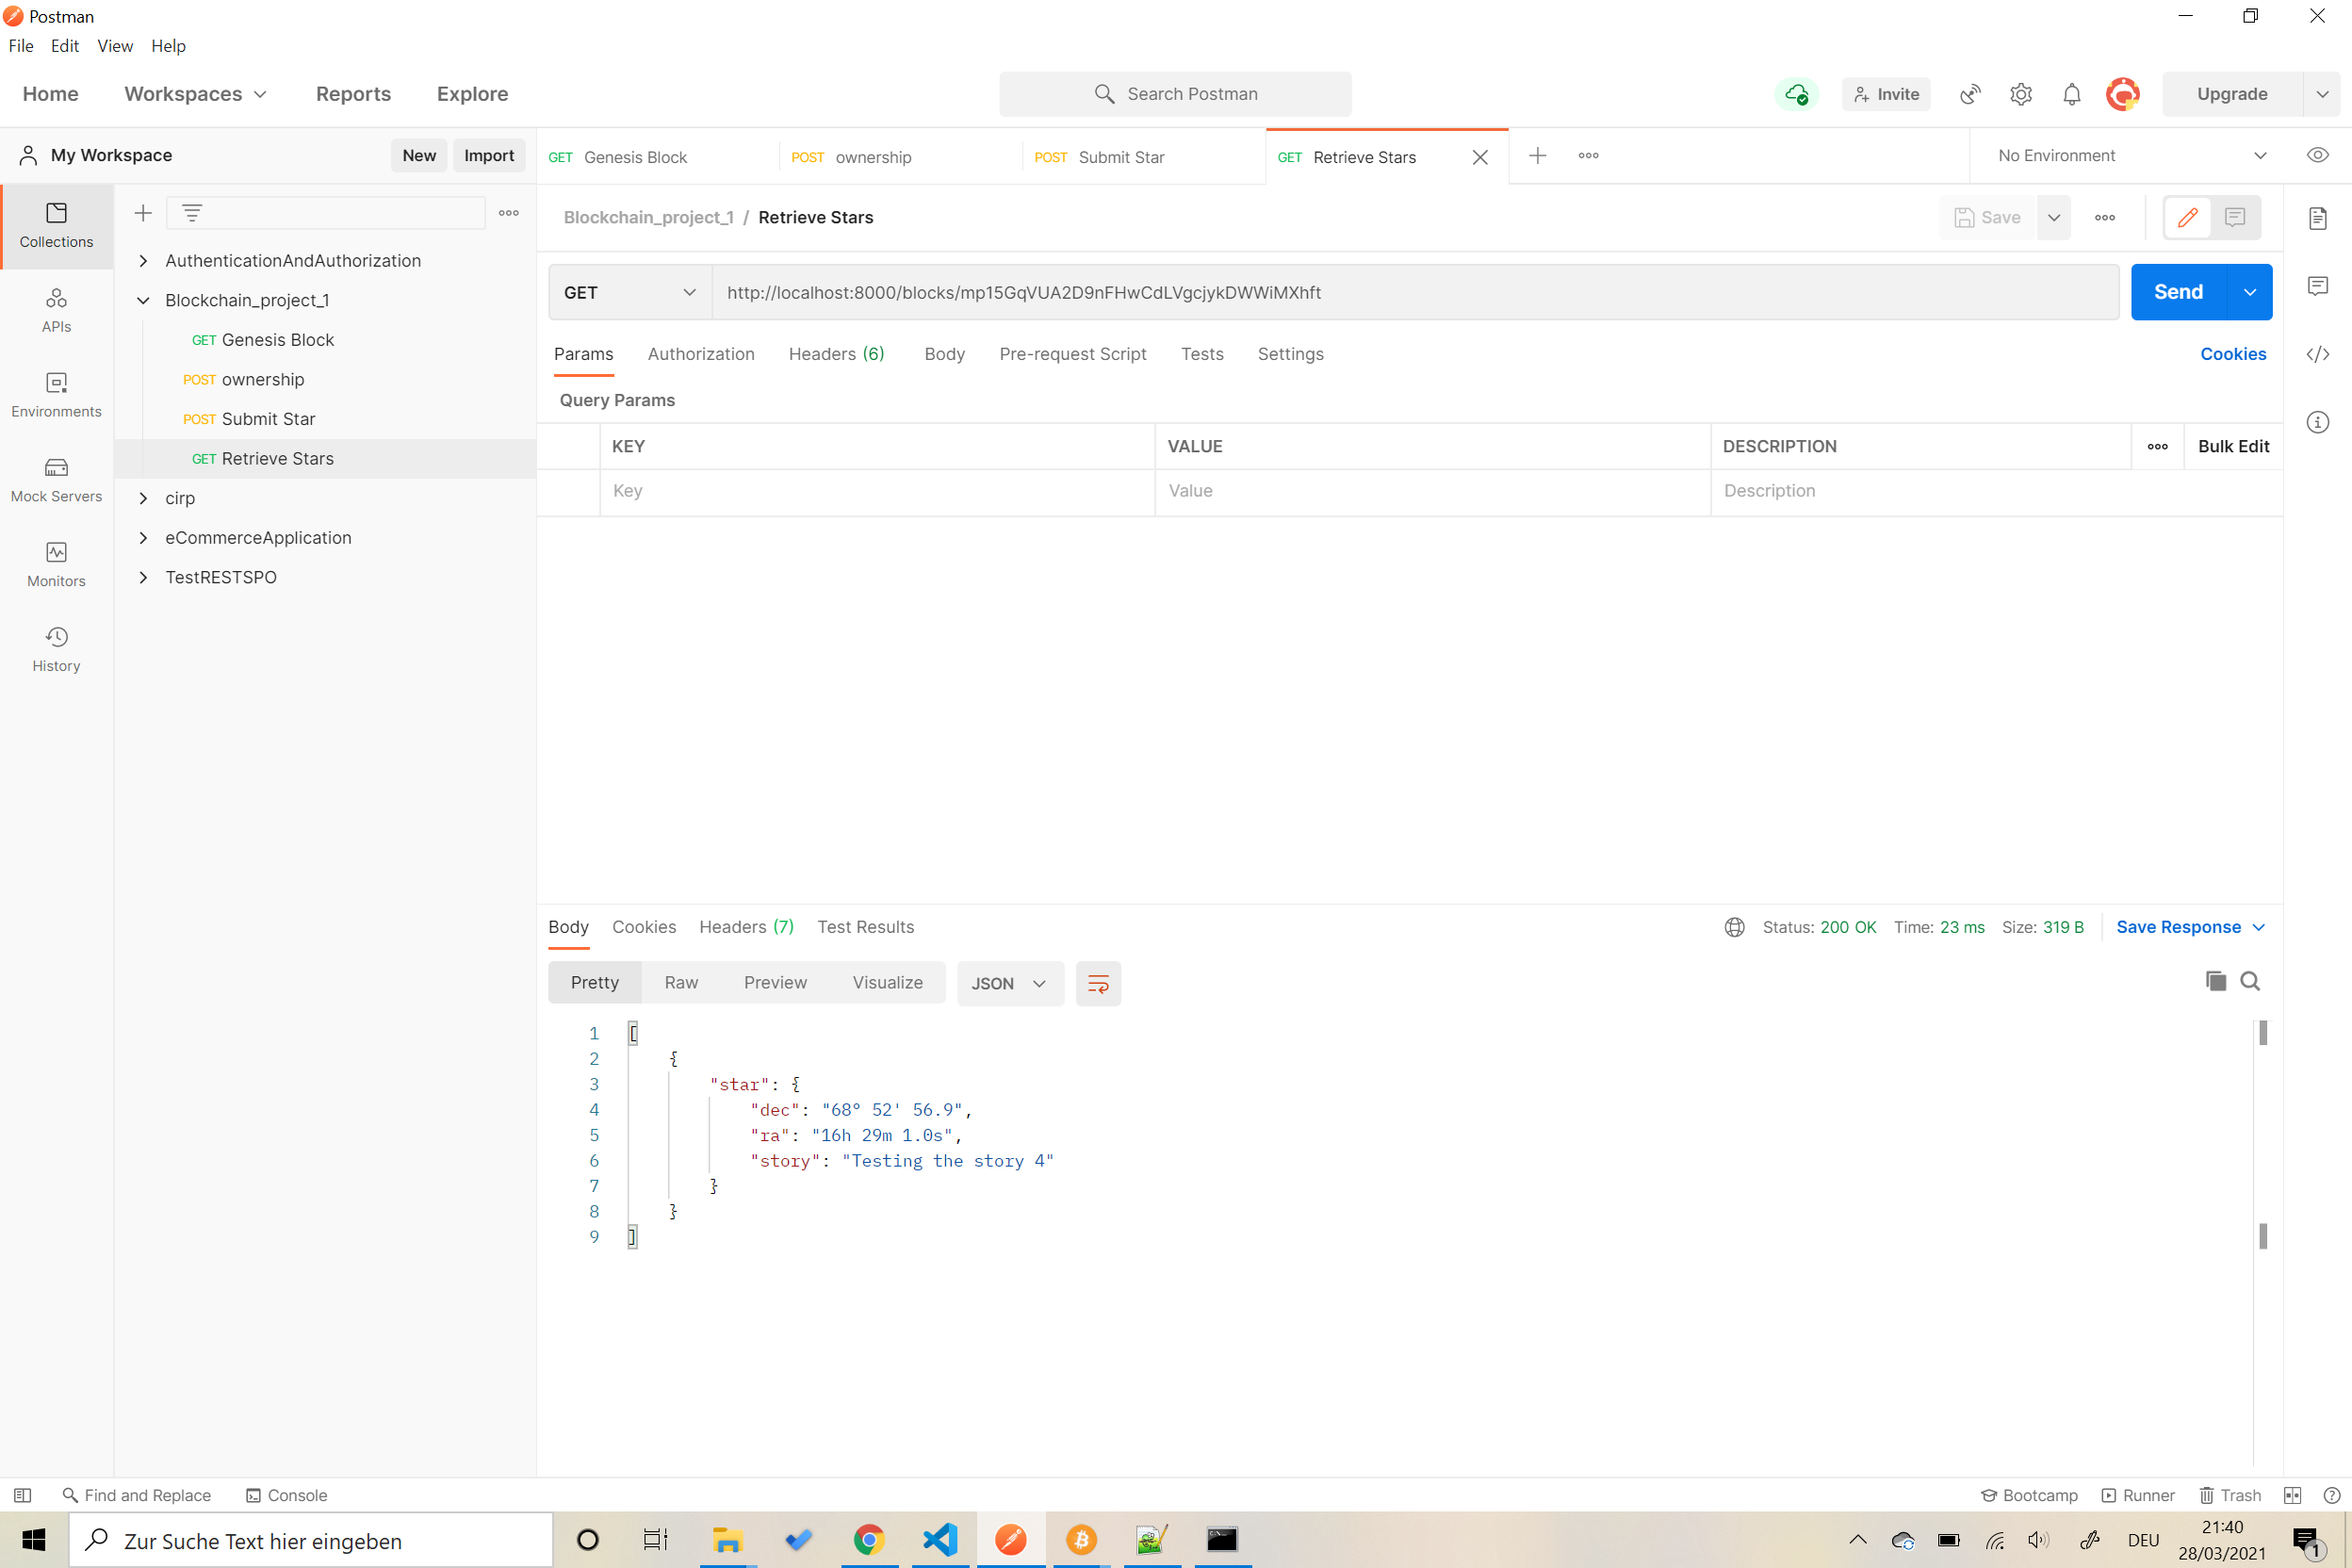 Postman
File Edit View Help
Home Workspaces Reports Explore Search Postman Invite Upgrade
My Workspace New Import GET Genesis Block POST ownership POST Submit Star GET Retrieve Stars No Environment
Collections
APIs
Environments
Mock Servers
Monitors
History
AuthenticationAndAuthorization
Blockchain_project_1
GET Genesis Block
POST ownership
POST Submit Star
GET Retrieve Stars
cirp
eCommerceApplication
TestRESTSPO
Blockchain_project_1 / Retrieve Stars Save
GET http://localhost:8000/blocks/mp15GqVUA2D9nFHwCdLVgcjykDWWiMXhft Send
Params Authorization Headers (6) Body Pre-request Script Tests Settings Cookies
Query Params
KEY VALUE DESCRIPTION Bulk Edit
Key Value Description
Body Cookies Headers (7) Test Results Status: 200 OK Time: 23 ms Size: 319 B Save Response
Pretty Raw Preview Visualize JSON
1 [
2 {
3 "star": {
4 "dec": "68° 52' 56.9",
5 "ra": "16h 29m 1.0s",
6 "story": "Testing the story 4"
7 }
8 }
9 ]
Find and Replace Console Bootcamp Runner Trash
Zur Suche Text hier eingeben DEU 21:40
28/03/2021 1